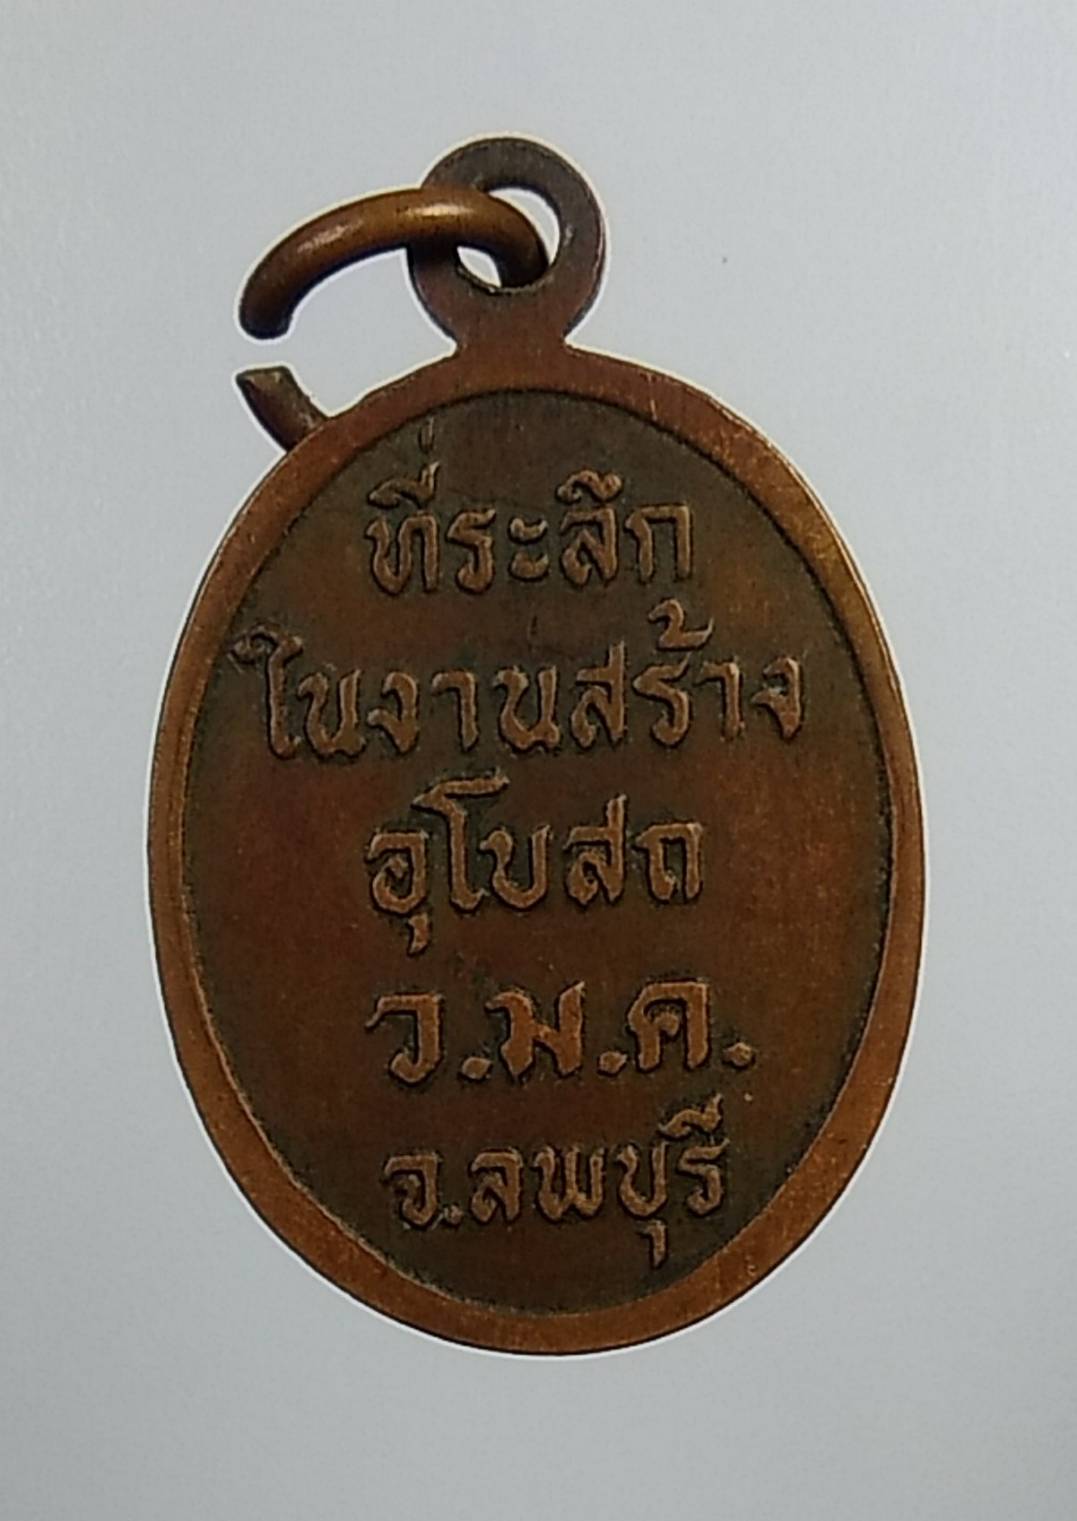 ที่ระลึก
ในงานสร้าง
อุโบสถ
ว.ม.ค.
จ.ลพบุรี